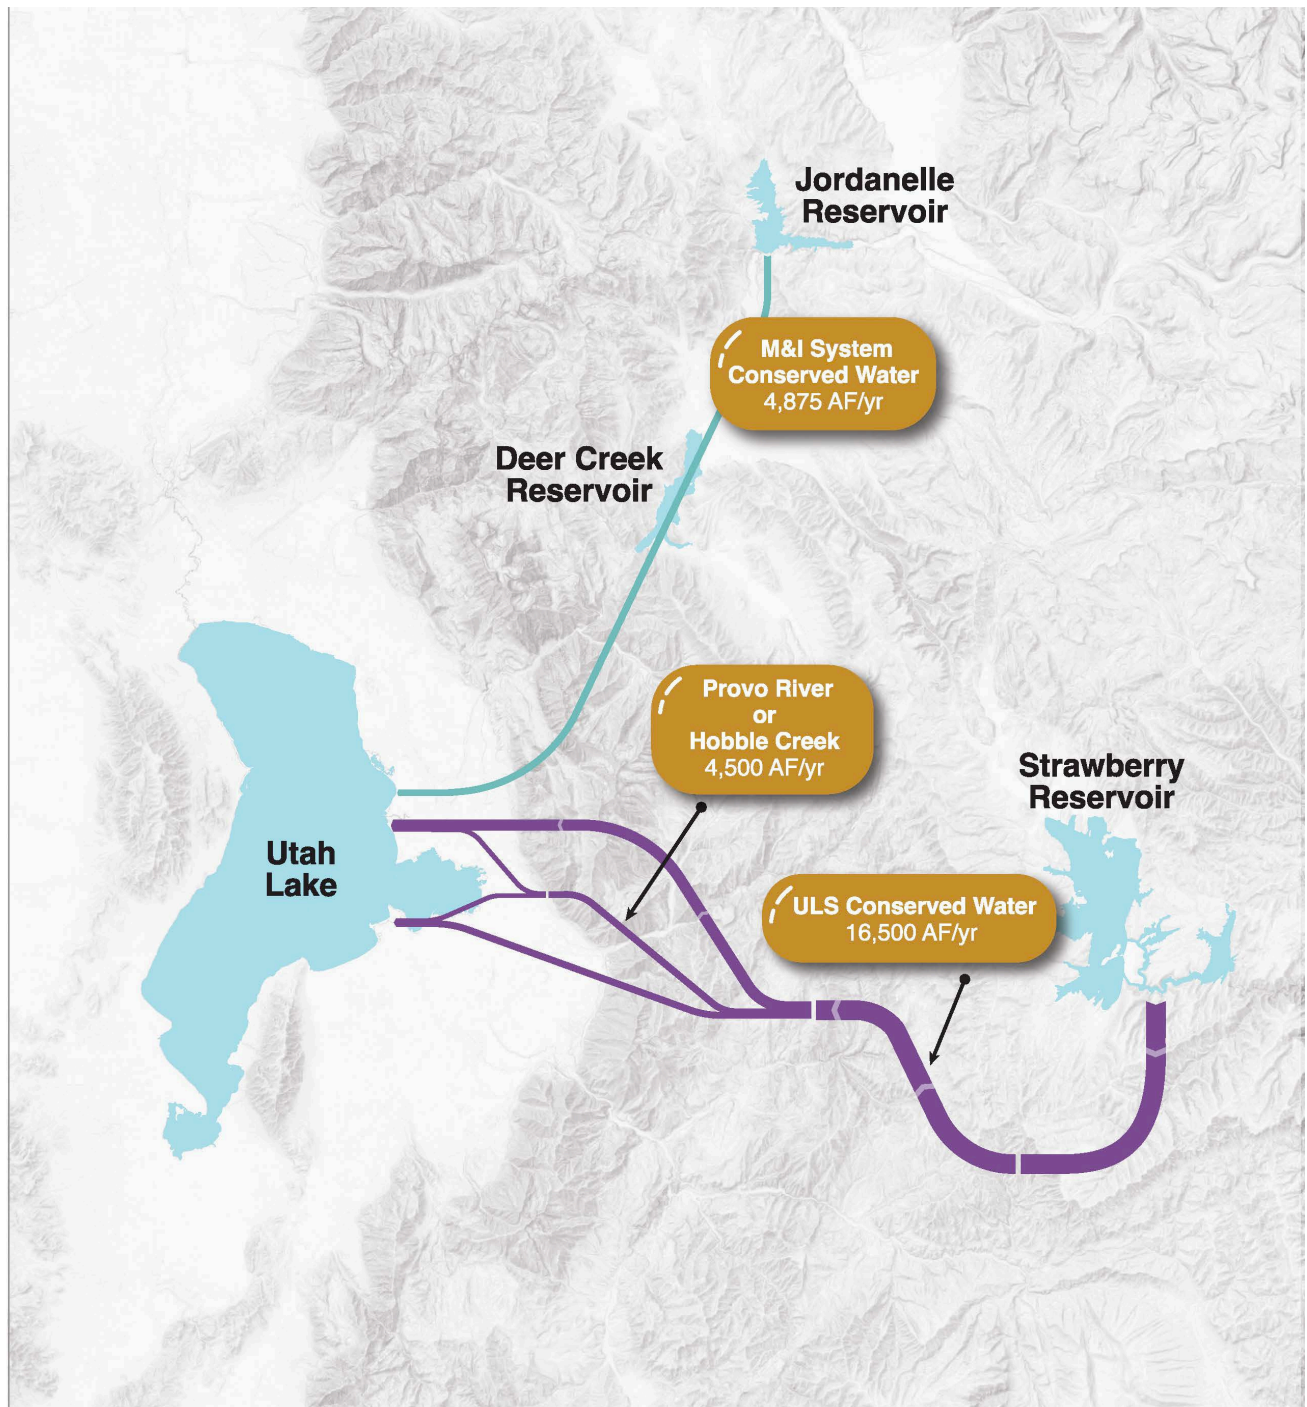 Jordanelle
Reservoir
M&I System
Conserved Water
4,875 AF/yr
Deer Creek
Reservoir
Provo River
or
Hobble Creek
4,500 AF/yr
Strawberry
Reservoir
Utah
Lake
ULS Conserved Water
16,500 AF/yr